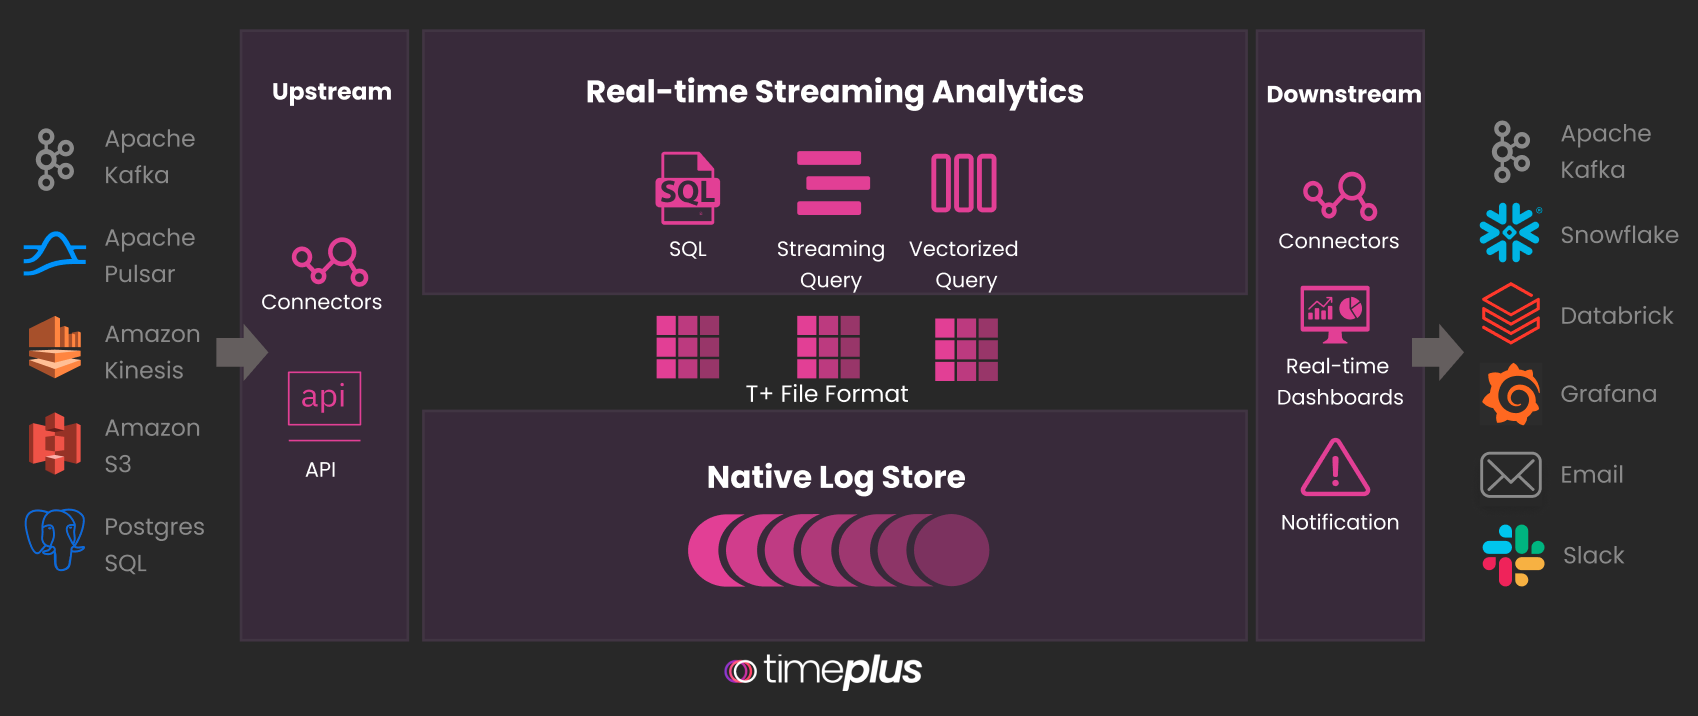 Upstream
Real-time Streaming Analytics
Downstream
Apache
Kafka
Apache
Pulsar
Amazon
Kinesis
Amazon
S3
Postgres
SQL
Connectors
api
API
SQL
SQL
Streaming
Query
Vectorized
Query
T+ File Format
Native Log Store
Connectors
Real-time
Dashboards
Notification
Apache
Kafka
®
Snowflake
Databrick
Grafana
Email
Slack
timeplus